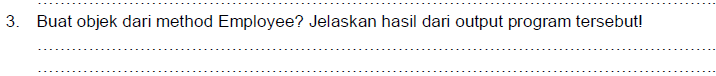 3. Buat objek dari method Employee? Jelaskan hasil dari output program tersebut!